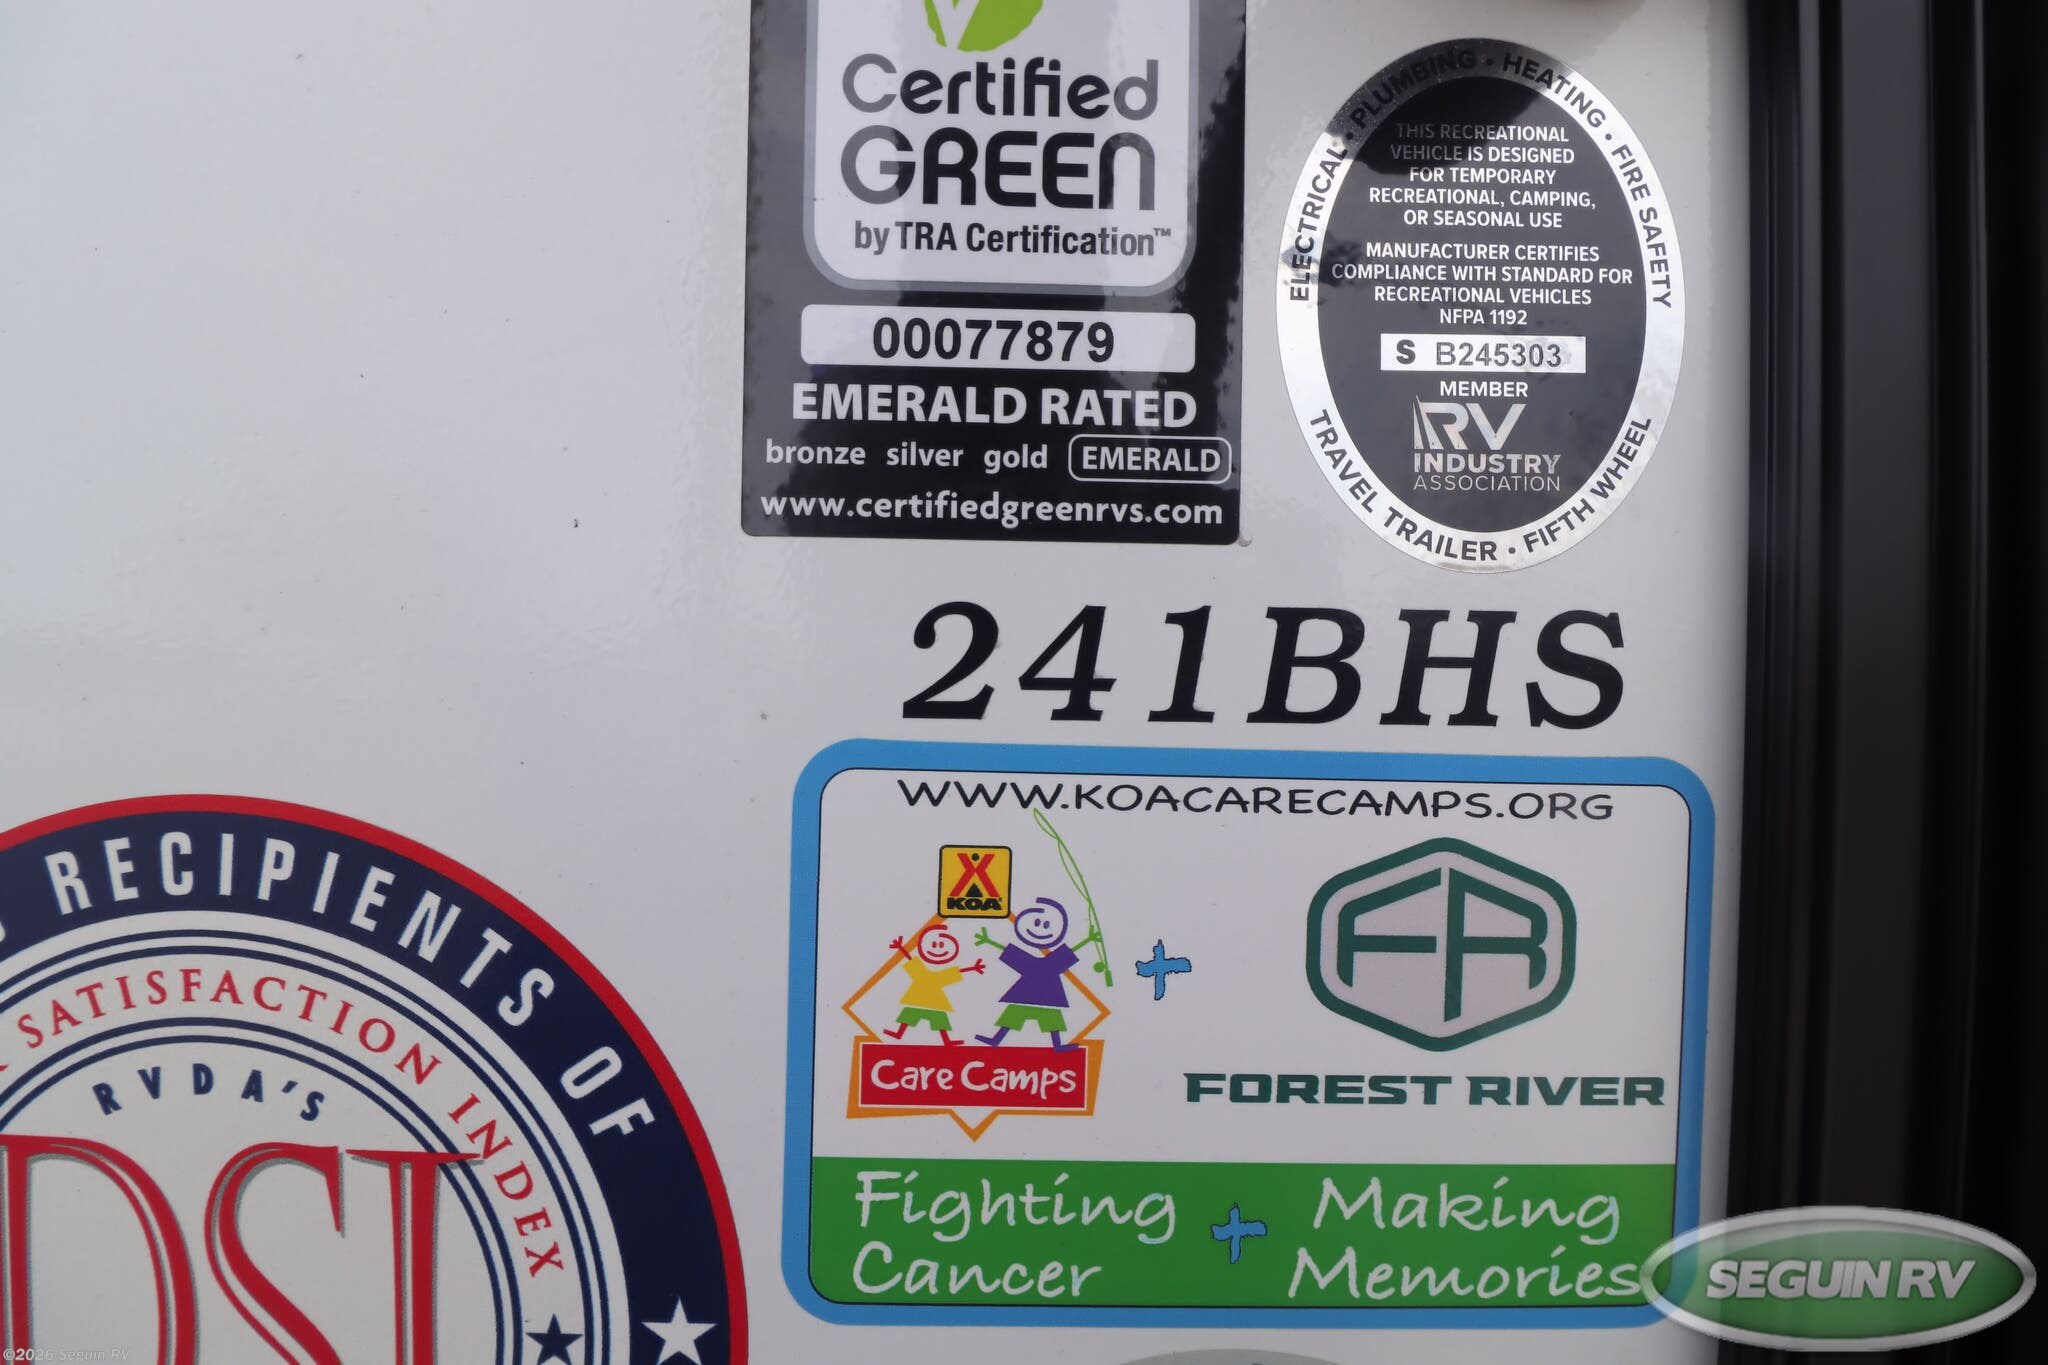 Certified
GREEN
by TRA Certification™
00077879
EMERALD RATED
bronze silver gold EMERALD
www.certifiedgreenrvs.com
ELECTRICAL • PLUMBING • HEATING • FIRE SAFETY
THIS RECREATIONAL
VEHICLE IS DESIGNED
FOR TEMPORARY
RECREATIONAL, CAMPING,
OR SEASONAL USE
MANUFACTURER CERTIFIES
COMPLIANCE WITH STANDARD FOR
RECREATIONAL VEHICLES
NFPA 1192
S B245303
MEMBER
RV
INDUSTRY
ASSOCIATION
TRAVEL TRAILER • FIFTH WHEEL
241BHS
WWW.KOACARECAMPS.ORG
KOA
Care Camps
+
FR
FOREST RIVER
Fighting
Cancer
+
Making
Memories
RECIPIENTS OF
SATISFACTION INDEX
RVDA'S
DSI
SEGUIN RV
©2026 Seguin RV